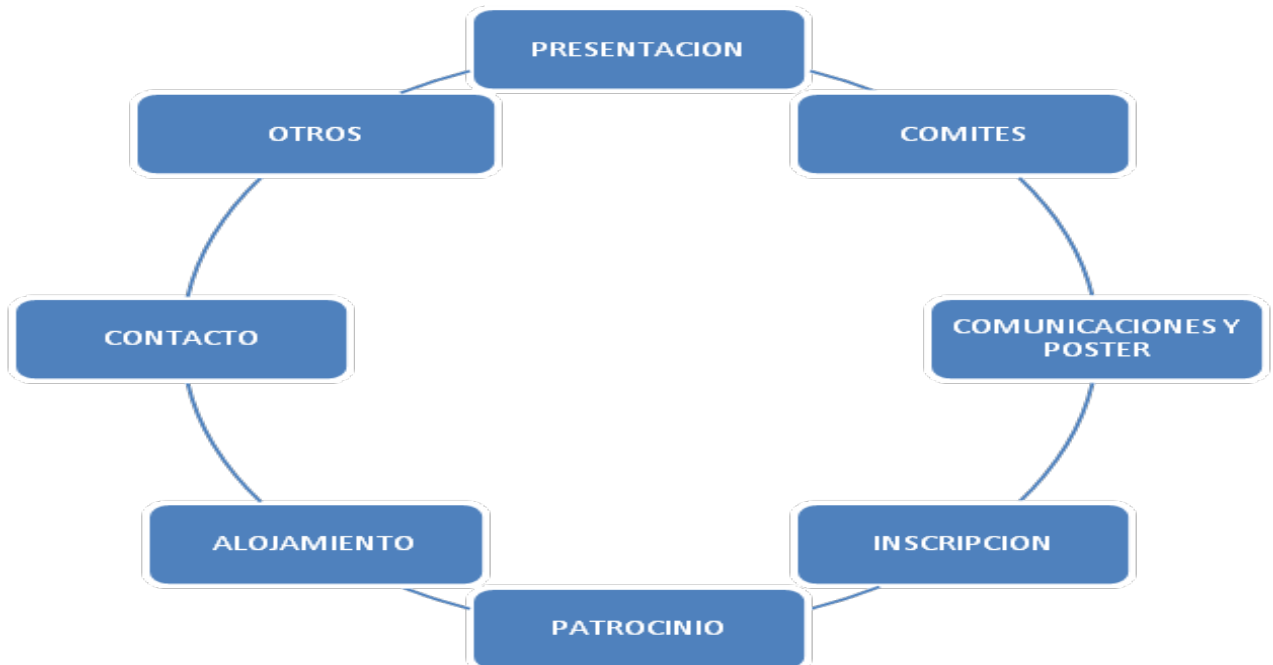 PRESENTACION
COMITES
COMUNICACIONES Y
POSTER
INSCRIPCION
PATROCINIO
ALOJAMIENTO
CONTACTO
OTROS